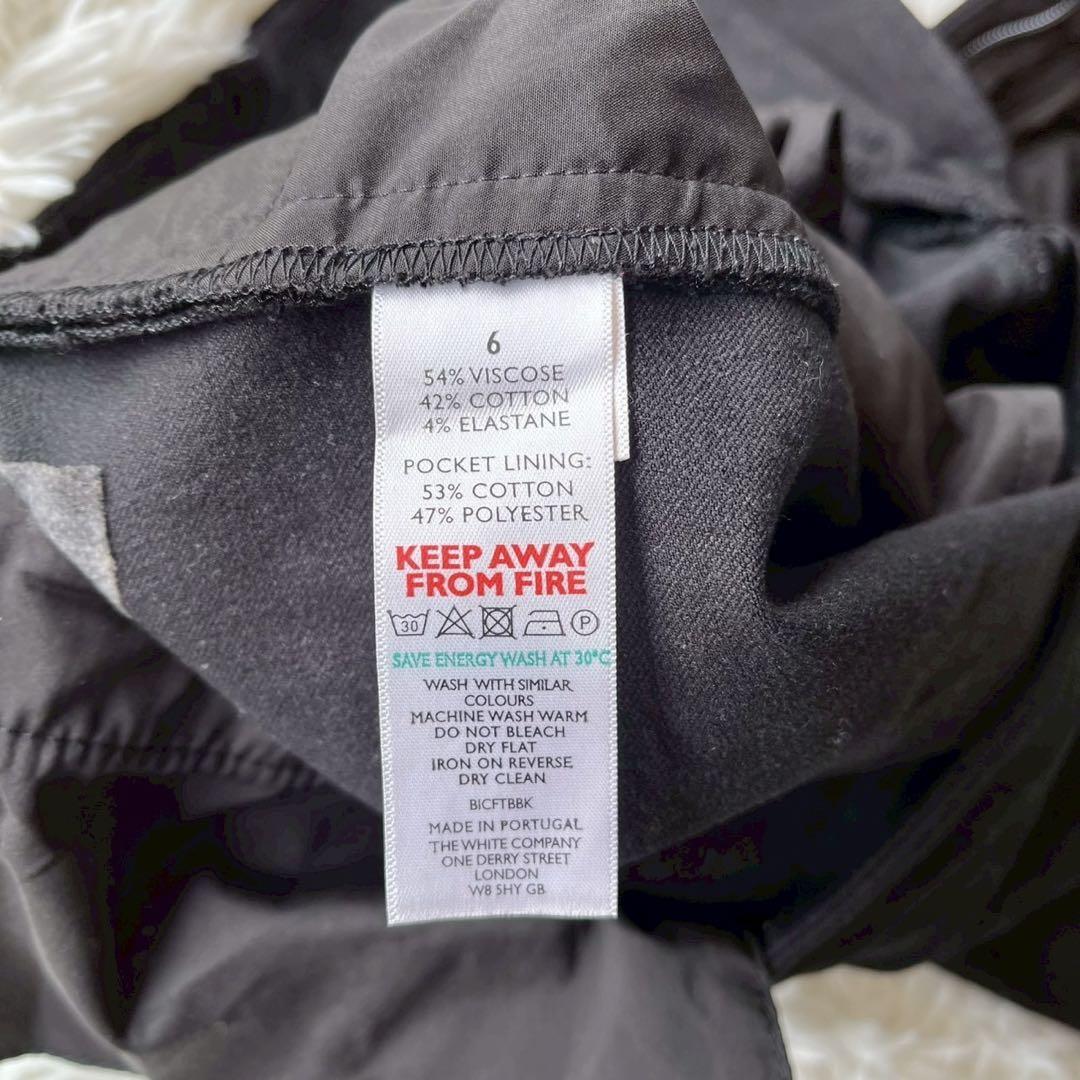 6
54% VISCOSE
42% COTTON
4% ELASTANE
POCKET LINING:
53% COTTON
47% POLYESTER
KEEP AWAY
FROM FIRE
30 P
SAVE ENERGY WASH AT 30°C
WASH WITH SIMILAR
COLOURS
MACHINE WASH WARM
DO NOT BLEACH
DRY FLAT
IRON ON REVERSE
DRY CLEAN
BICFTBBK
MADE IN PORTUGAL
THE WHITE COMPANY
ONE DERRY STREET
LONDON
W8 5HY GB